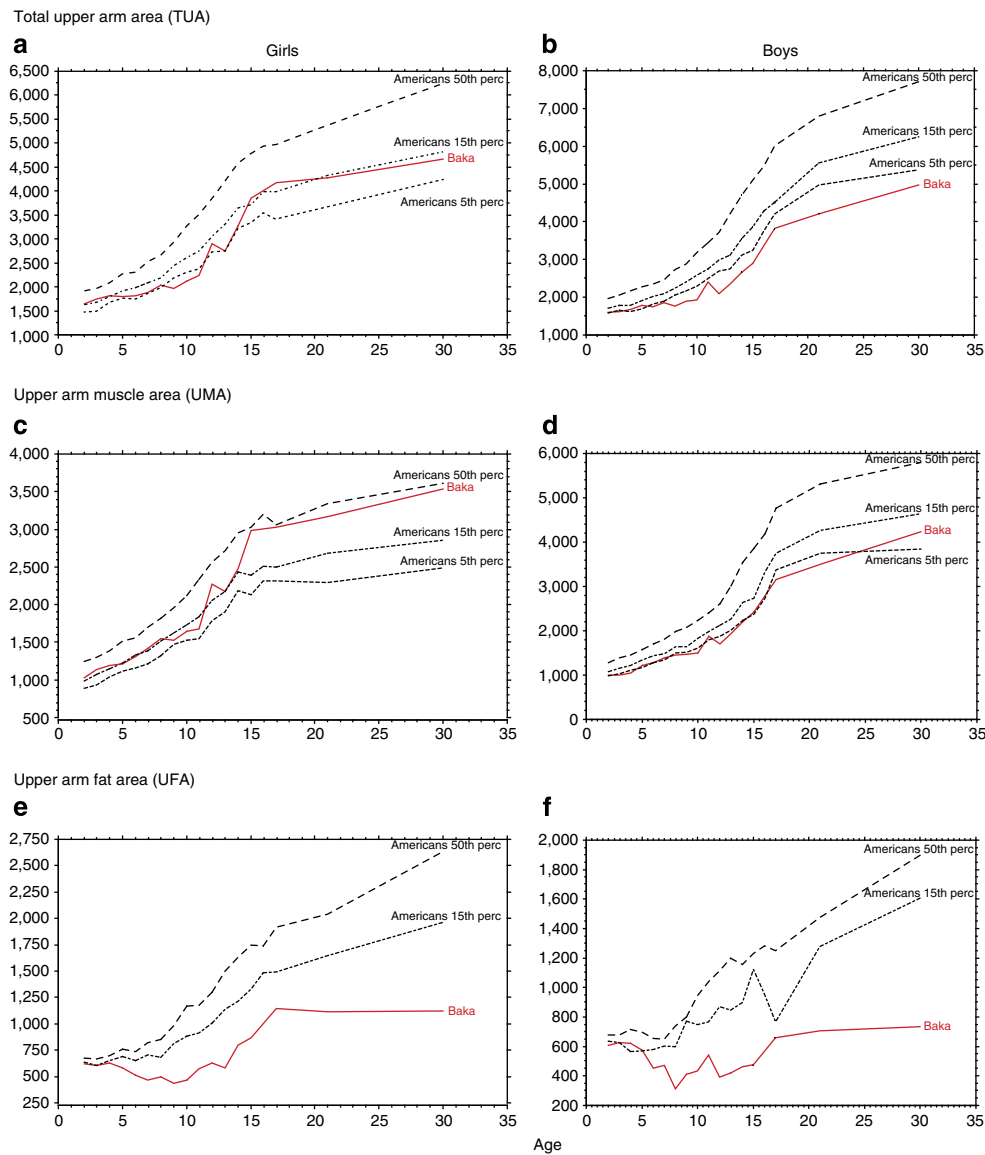 Total upper arm area (TUA)
a
Girls
6,500
6,000
5,500
5,000
4,500
4,000
3,500
3,000
2,500
2,000
1,500
1,000
0 5 10 15 20 25 30 35
Americans 50th perc
Americans 15th perc
Baka
Americans 5th perc
b
Boys
8,000
7,000
6,000
5,000
4,000
3,000
2,000
1,000
0 5 10 15 20 25 30 35
Americans 50th perc
Americans 15th perc
Americans 5th perc
Baka
Upper arm muscle area (UMA)
c
4,000
3,500
3,000
2,500
2,000
1,500
1,000
500
0 5 10 15 20 25 30 35
Americans 50th perc
Baka
Americans 15th perc
Americans 5th perc
d
6,000
5,000
4,000
3,000
2,000
1,000
0
0 5 10 15 20 25 30 35
Americans 50th perc
Americans 15th perc
Baka
Americans 5th perc
Upper arm fat area (UFA)
e
2,750
2,500
2,250
2,000
1,750
1,500
1,250
1,000
750
500
250
0 5 10 15 20 25 30 35
Americans 50th perc
Americans 15th perc
Baka
f
2,000
1,800
1,600
1,400
1,200
1,000
800
600
400
200
0 5 10 15 20 25 30 35
Americans 50th perc
Americans 15th perc
Baka
Age